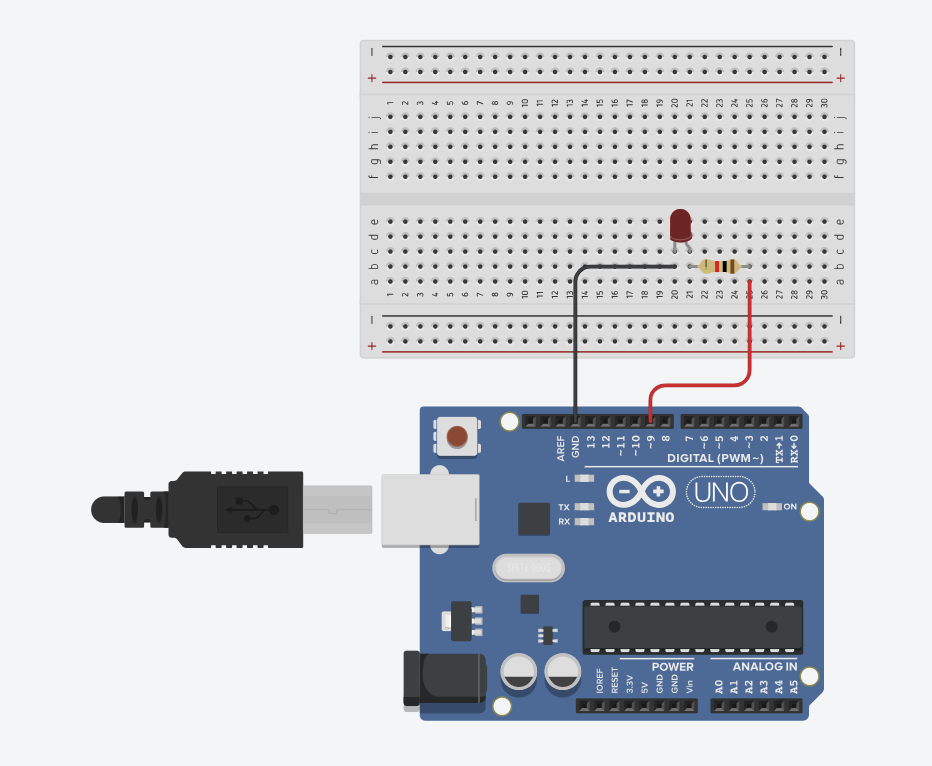 − −
+ +
1 2 3 4 5 6 7 8 9 10 11 12 13 14 15 16 17 18 19 20 21 22 23 24 25 26 27 28 29 30
j j
i i
h h
g g
f f
e e
d d
c c
b b
a a
1 2 3 4 5 6 7 8 9 10 11 12 13 14 15 16 17 18 19 20 21 22 23 24 25 26 27 28 29 30
− −
+ +
AREF GND 13 12 ~11 ~10 ~9 8 7 ~6 ~5 4 ~3 2 TX→1 RX←0
DIGITAL (PWM~)
L
TX
RX
ARDUINO
UNO
ON
POWER
ANALOG IN
IOREF RESET 3.3V 5V GND GND Vin A0 A1 A2 A3 A4 A5